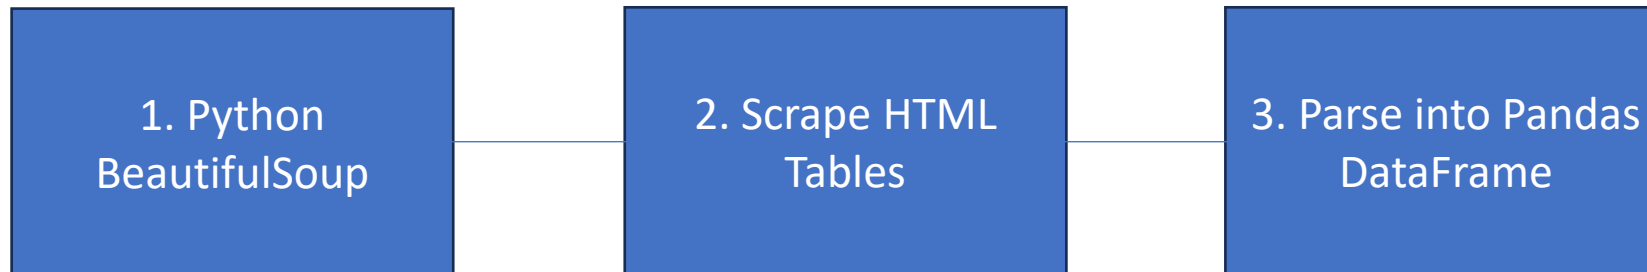 1. Python
BeautifulSoup
2. Scrape HTML
Tables
3. Parse into Pandas
DataFrame